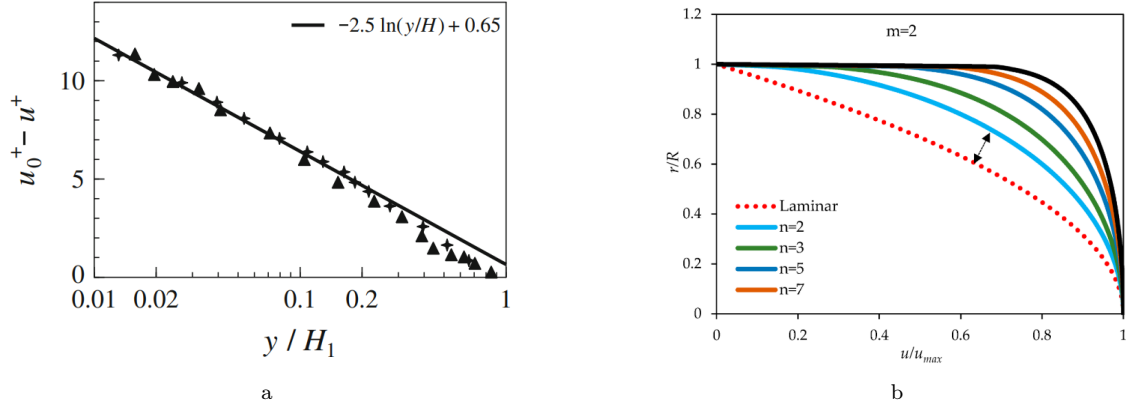 −2.5 ln(y/H) + 0.65
u₀⁺ − u⁺
10
5
0
0.01 0.02 0.1 0.2 1
y / H₁
a
m=2
r/R
1.2
1
0.8
0.6
0.4
0.2
0
Laminar
n=2
n=3
n=5
n=7
0 0.2 0.4 0.6 0.8 1
u/uₘₐₓ
b